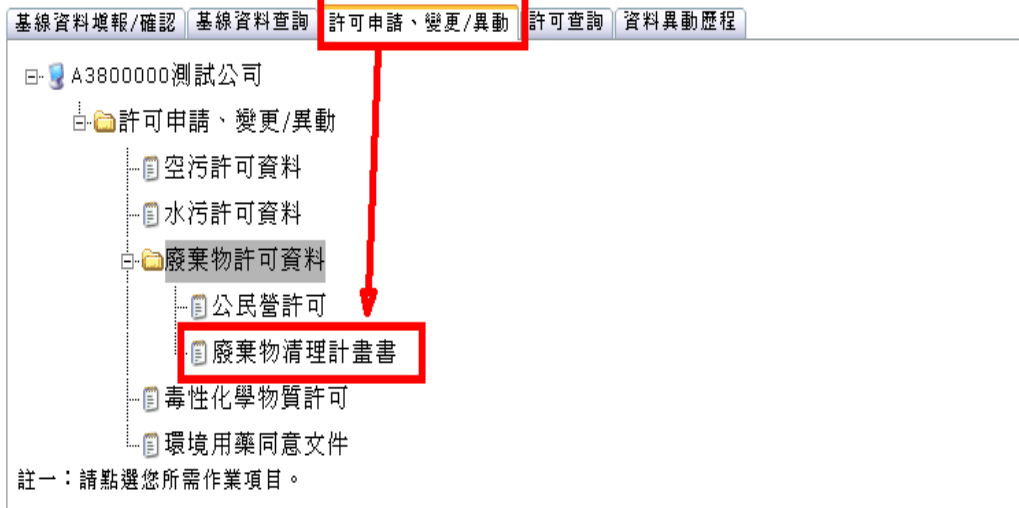 基線資料填報/確認 基線資料查詢 許可申請、變更/異動 許可查詢 資料異動歷程
A3800000測試公司
許可申請、變更/異動
空污許可資料
水污許可資料
廢棄物許可資料
公民營許可
廢棄物清理計畫書
毒性化學物質許可
環境用藥同意文件
註一：請點選您所需作業項目。